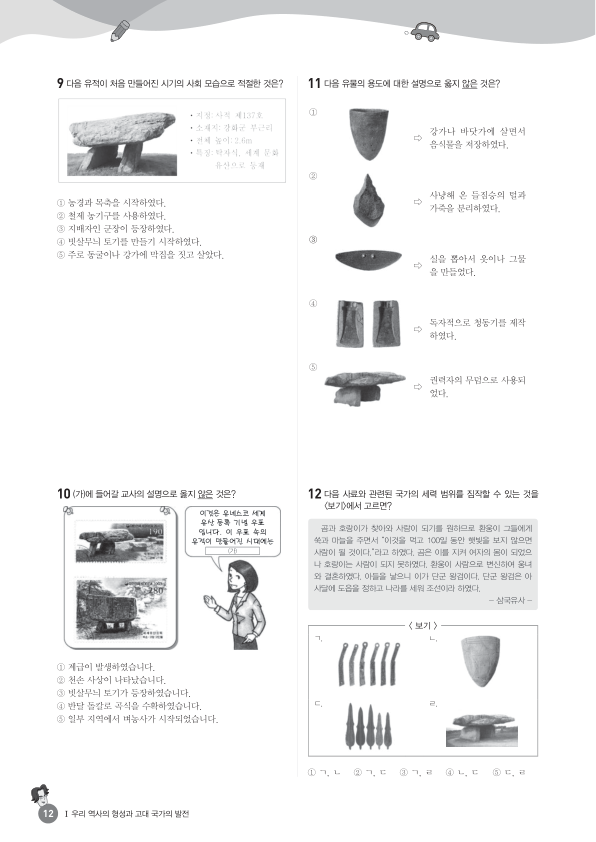 9 다음 유적이 처음 만들어진 시기의 사회 모습으로 적절한 것은?
• 지정: 사적 제137호
• 소재지: 강화군 부근리
• 전체 높이: 2.6m
• 특징: 탁자식, 세계 문화
유산으로 등재
① 농경과 목축을 시작하였다.
② 철제 농기구를 사용하였다.
③ 지배자인 군장이 등장하였다.
④ 빗살무늬 토기를 만들기 시작하였다.
⑤ 주로 동굴이나 강가에 막집을 짓고 살았다.
10 (가)에 들어갈 교사의 설명으로 옳지 않은 것은?
이것은 유네스코 세계
유산 등록 기념 우표
입니다. 이 우표 속의
유적이 만들어진 시대에는
(가)
190
① 계급이 발생하였습니다.
② 천손 사상이 나타났습니다.
③ 빗살무늬 토기가 등장하였습니다.
④ 반달 돌칼로 곡식을 수확하였습니다.
⑤ 일부 지역에서 벼농사가 시작되었습니다.
11 다음 유물의 용도에 대한 설명으로 옳지 않은 것은?
①
⇨ 강가나 바닷가에 살면서
음식물을 저장하였다.
②
⇨ 사냥해 온 들짐승의 털과
가죽을 분리하였다.
③
⇨ 실을 뽑아서 옷이나 그물
을 만들었다.
④
⇨ 독자적으로 청동기를 제작
하였다.
⑤
⇨ 권력자의 무덤으로 사용되
었다.
12 다음 사료와 관련된 국가의 세력 범위를 짐작할 수 있는 것을
〈보기〉에서 고르면?
곰과 호랑이가 찾아와 사람이 되기를 원하므로 환웅이 그들에게
쑥과 마늘을 주면서 "이것을 먹고 100일 동안 햇빛을 보지 않으면
사람이 될 것이다."라고 하였다. 곰은 이를 지켜 여자의 몸이 되었으
나 호랑이는 사람이 되지 못하였다. 환웅이 사람으로 변신하여 웅녀
와 결혼하였다. 아들을 낳으니 이가 단군 왕검이다. 단군 왕검은 아
사달에 도읍을 정하고 나라를 세워 조선이라 하였다.
- 삼국유사 -
〈 보기 〉
ㄱ. ㄴ.
ㄷ. ㄹ.
① ㄱ, ㄴ ② ㄱ, ㄷ ③ ㄱ, ㄹ ④ ㄴ, ㄷ ⑤ ㄷ, ㄹ
12 Ⅰ 우리 역사의 형성과 고대 국가의 발전